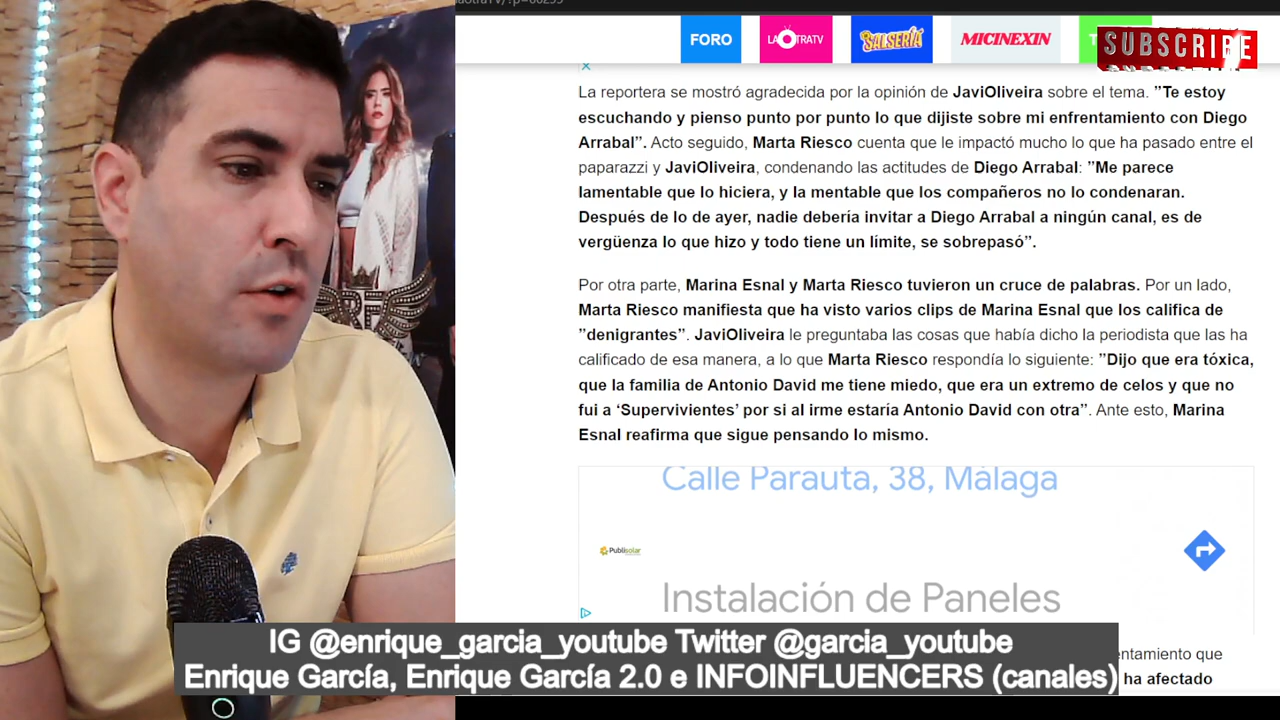 FORO
LAOTRATV
SALSERÍA
MICINEXIN
SUBSCRIBE
La reportera se mostró agradecida por la opinión de JaviOliveira sobre el tema. ”Te estoy
escuchando y pienso punto por punto lo que dijiste sobre mi enfrentamiento con Diego
Arrabal”. Acto seguido, Marta Riesco cuenta que le impactó mucho lo que ha pasado entre el
paparazzi y JaviOliveira, condenando las actitudes de Diego Arrabal: ”Me parece
lamentable que lo hiciera, y la mentable que los compañeros no lo condenaran.
Después de lo de ayer, nadie debería invitar a Diego Arrabal a ningún canal, es de
vergüenza lo que hizo y todo tiene un límite, se sobrepasó”.
Por otra parte, Marina Esnal y Marta Riesco tuvieron un cruce de palabras. Por un lado,
Marta Riesco manifiesta que ha visto varios clips de Marina Esnal que los califica de
”denigrantes”. JaviOliveira le preguntaba las cosas que había dicho la periodista que las ha
calificado de esa manera, a lo que Marta Riesco respondía lo siguiente: ”Dijo que era tóxica,
que la familia de Antonio David me tiene miedo, que era un extremo de celos y que no
fui a ‘Supervivientes’ por si al irme estaría Antonio David con otra”. Ante esto, Marina
Esnal reafirma que sigue pensando lo mismo.
Calle Parauta, 38, Málaga
Publisolar
Instalación de Paneles
IG @enrique_garcia_youtube Twitter @garcia_youtube
Enrique García, Enrique García 2.0 e INFOINFLUENCERS (canales)
que
ha afectado